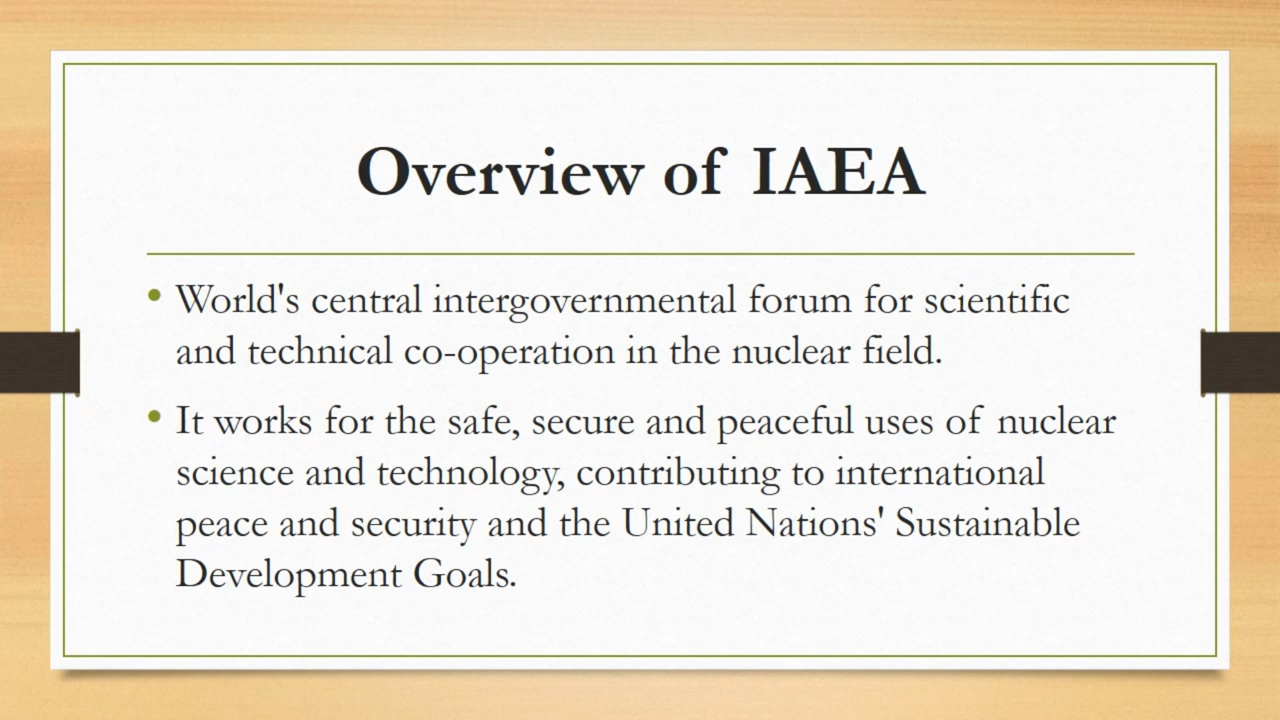 Overview of IAEA
• World's central intergovernmental forum for scientific
and technical co-operation in the nuclear field.
• It works for the safe, secure and peaceful uses of nuclear
science and technology, contributing to international
peace and security and the United Nations' Sustainable
Development Goals.